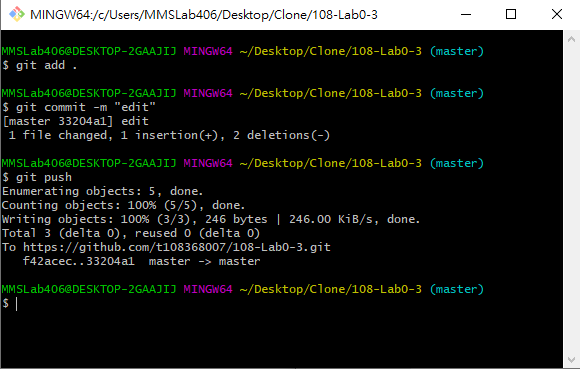 MINGW64:/c/Users/MMSLab406/Desktop/Clone/108-Lab0-3
MMSLab406@DESKTOP-2GAAJIJ MINGW64 ~/Desktop/Clone/108-Lab0-3 (master)
$ git add .
MMSLab406@DESKTOP-2GAAJIJ MINGW64 ~/Desktop/Clone/108-Lab0-3 (master)
$ git commit -m "edit"
[master 33204a1] edit
1 file changed, 1 insertion(+), 2 deletions(-)
MMSLab406@DESKTOP-2GAAJIJ MINGW64 ~/Desktop/Clone/108-Lab0-3 (master)
$ git push
Enumerating objects: 5, done.
Counting objects: 100% (5/5), done.
Writing objects: 100% (3/3), 246 bytes | 246.00 KiB/s, done.
Total 3 (delta 0), reused 0 (delta 0)
To https://github.com/t108368007/108-Lab0-3.git
f42acec..33204a1  master -> master
MMSLab406@DESKTOP-2GAAJIJ MINGW64 ~/Desktop/Clone/108-Lab0-3 (master)
$